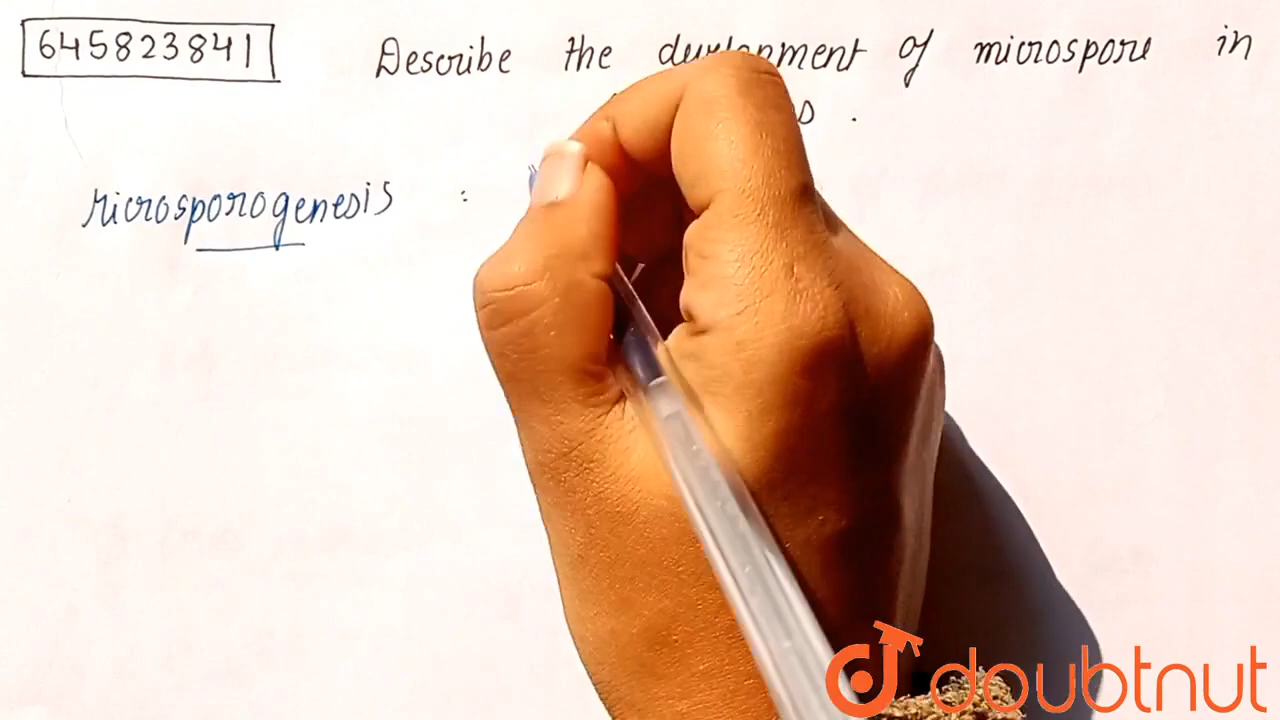 645823841 Describe the of microspore in
.
Microsporogenesis :
doubtnut